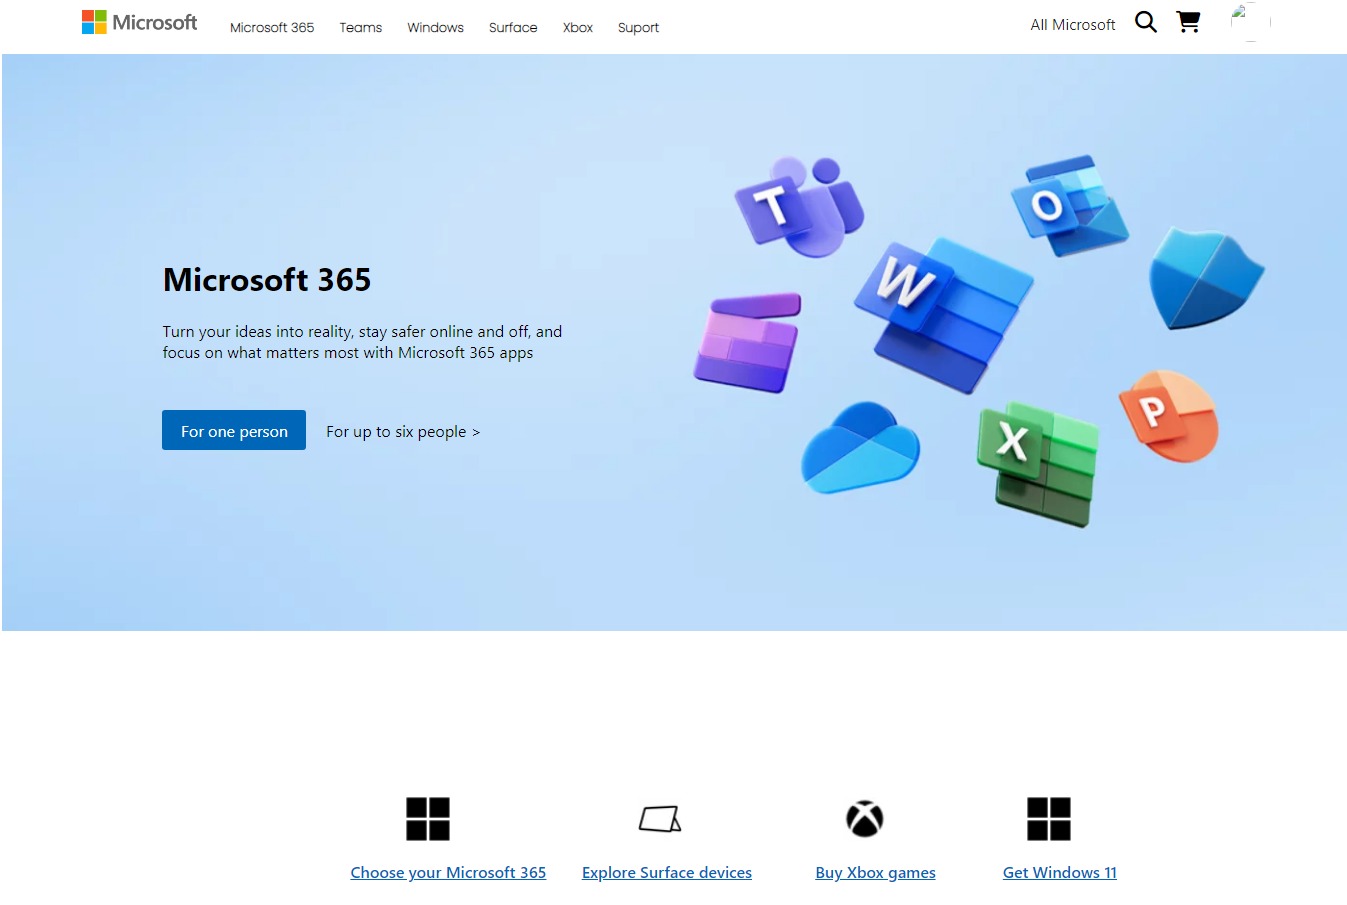 Microsoft
Microsoft 365 Teams Windows Surface Xbox Suport
All Microsoft
T
O
W
Microsoft 365
Turn your ideas into reality, stay safer online and off, and
focus on what matters most with Microsoft 365 apps
P
X
For one person For up to six people >
Choose your Microsoft 365 Explore Surface devices Buy Xbox games Get Windows 11